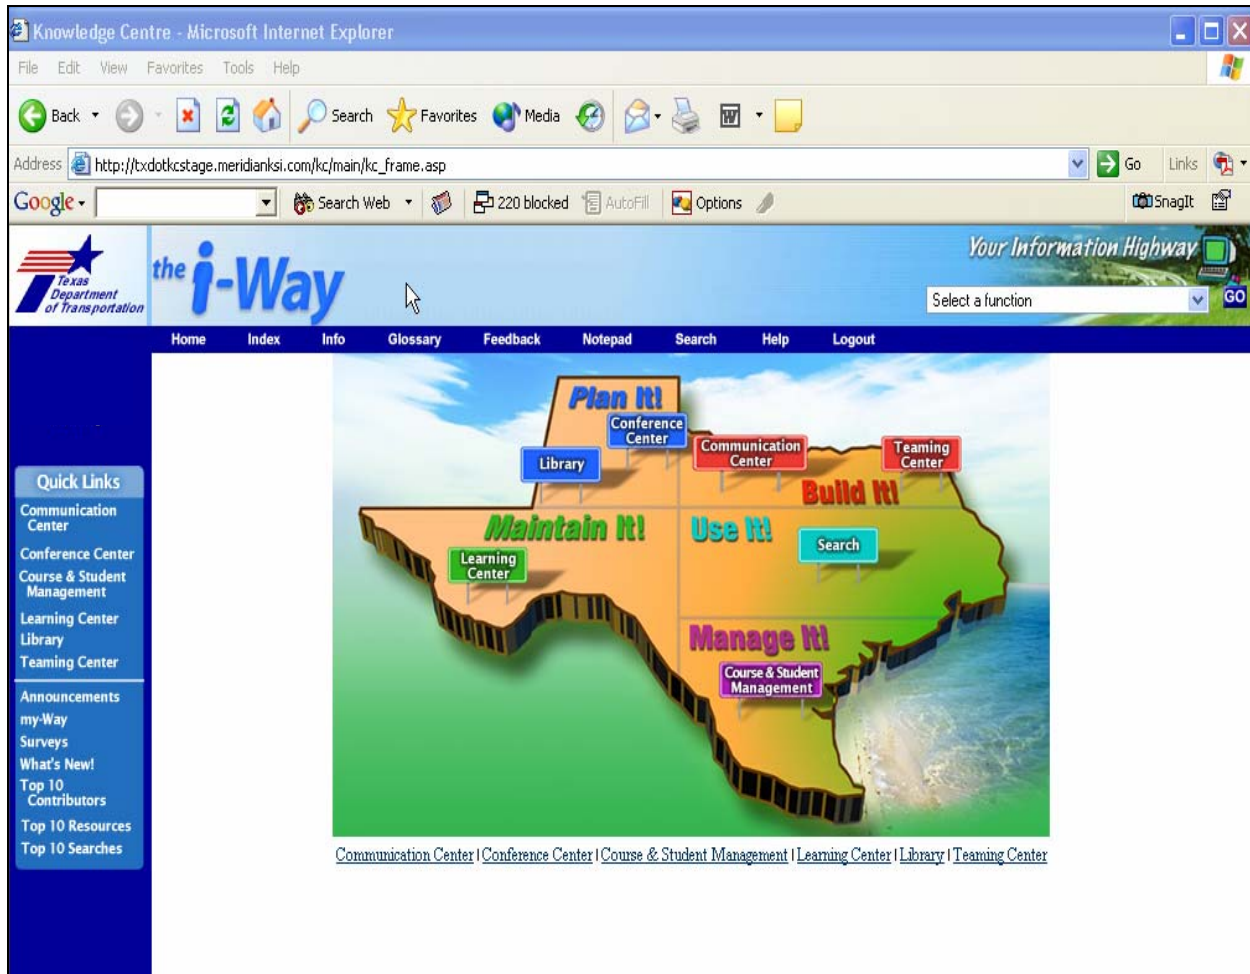 Knowledge Centre - Microsoft Internet Explorer
File Edit View Favorites Tools Help
Back Search Favorites Media W
Address http://txdotkcstage.meridianksi.com/kc/main/kc_frame.asp Go Links
Google Search Web 220 blocked AutoFill Options SnagIt
Texas
Department
of Transportation
the i-Way
Your Information Highway
Select a function GO
Home Index Info Glossary Feedback Notepad Search Help Logout
Quick Links
Communication
Center
Conference Center
Course & Student
Management
Learning Center
Library
Teaming Center
Announcements
my-Way
Surveys
What's New!
Top 10
Contributors
Top 10 Resources
Top 10 Searches
Plan It!
Conference
Center
Library
Communication
Center
Teaming
Center
Build It!
Maintain It!
Learning
Center
Use It!
Search
Manage It!
Course & Student
Management
Communication Center | Conference Center | Course & Student Management | Learning Center | Library | Teaming Center